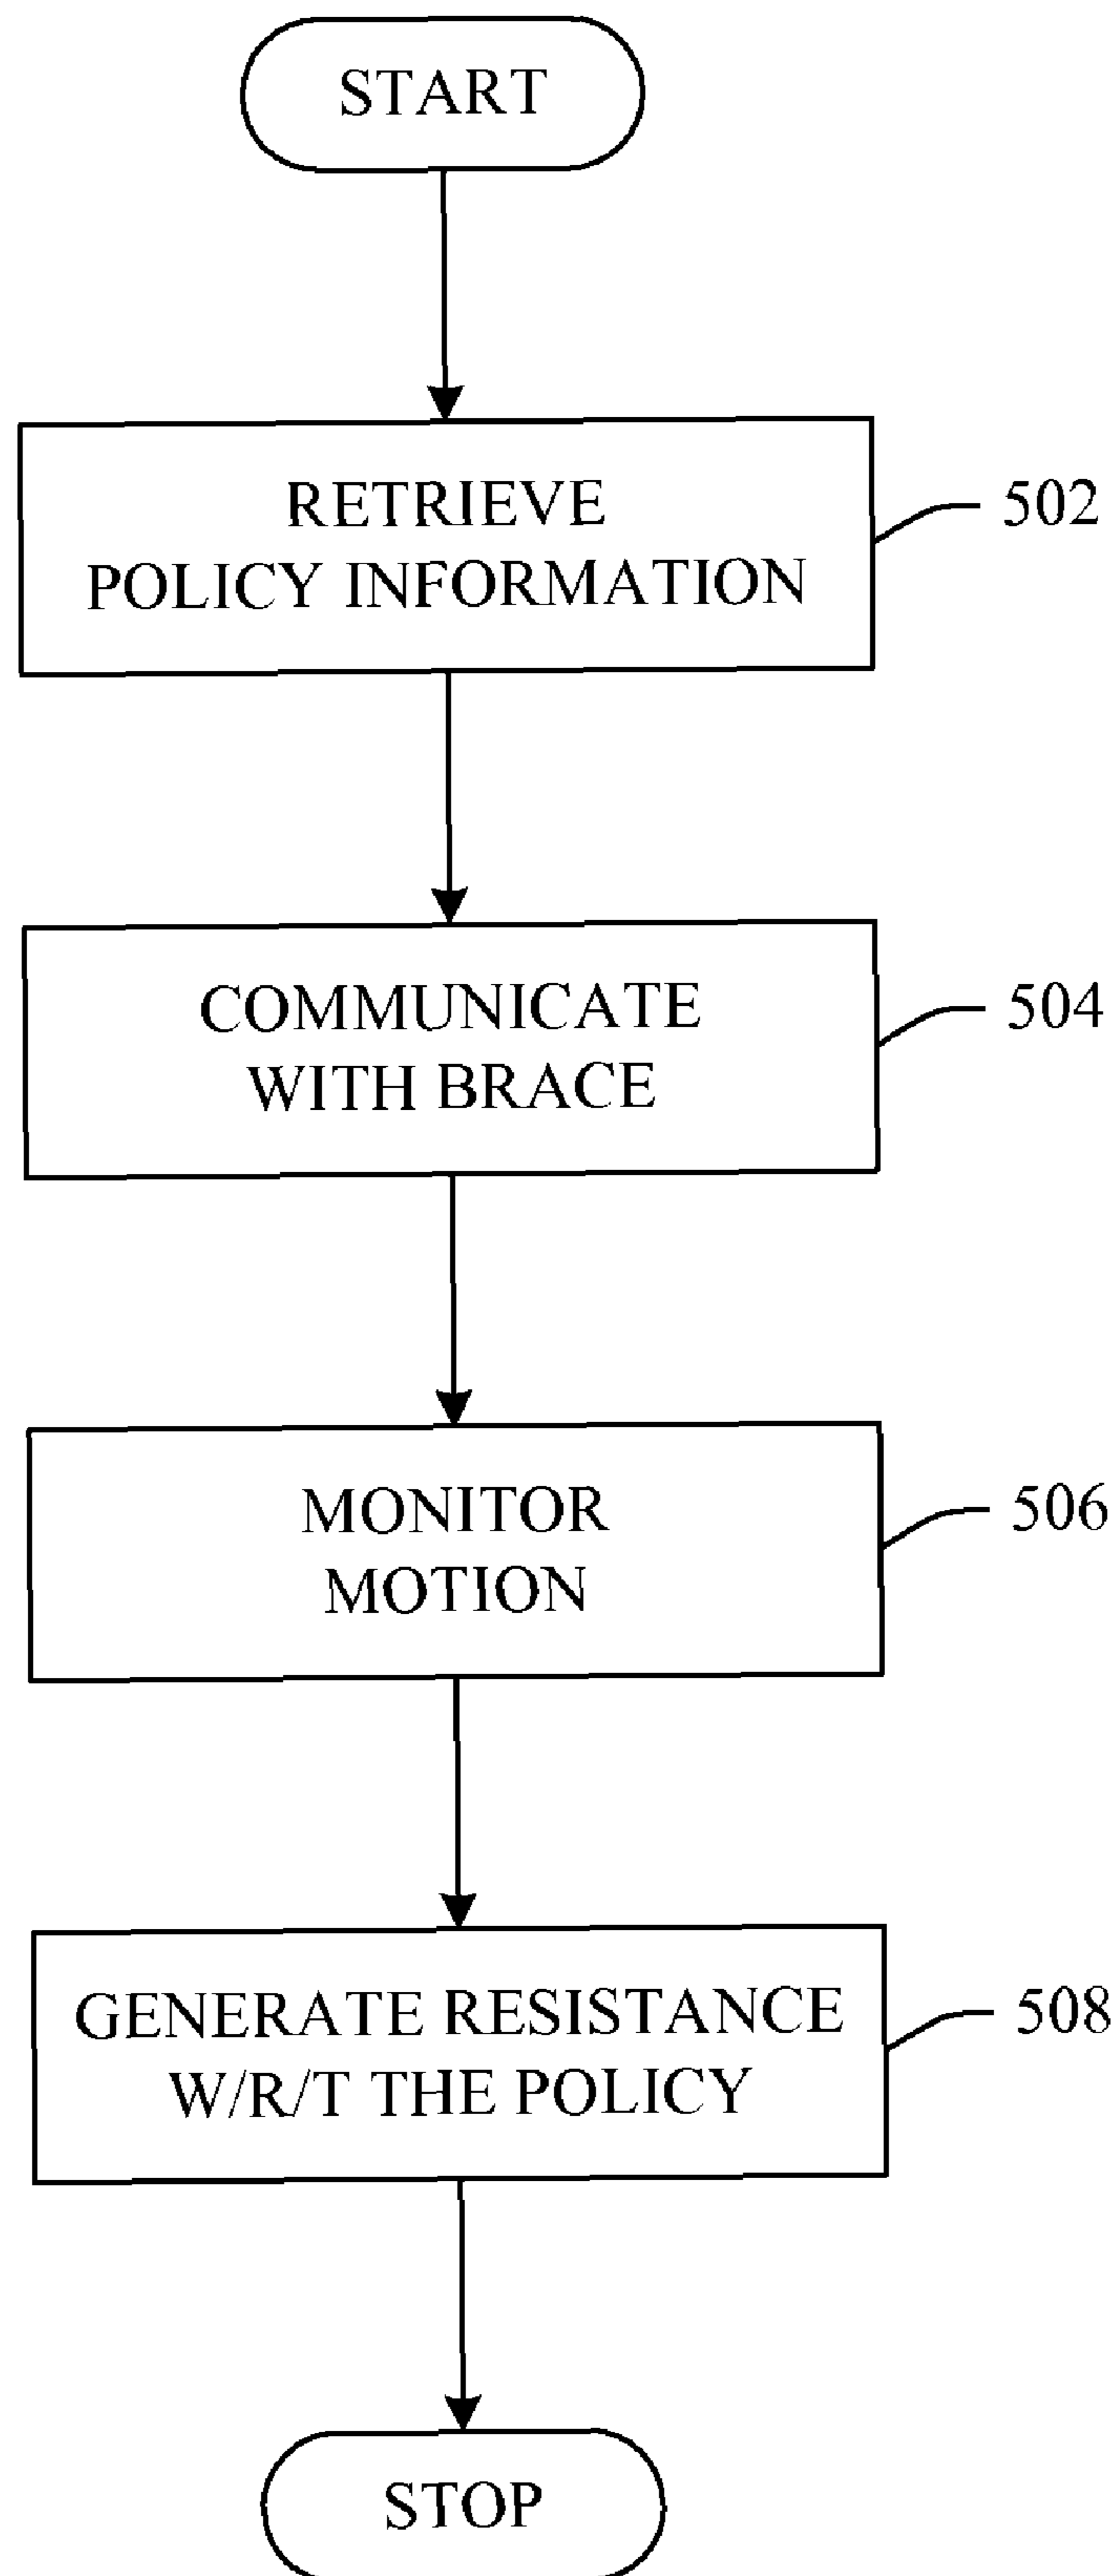 START
RETRIEVE
POLICY INFORMATION
502
COMMUNICATE
WITH BRACE
504
MONITOR
MOTION
506
GENERATE RESISTANCE
W/R/T THE POLICY
508
STOP